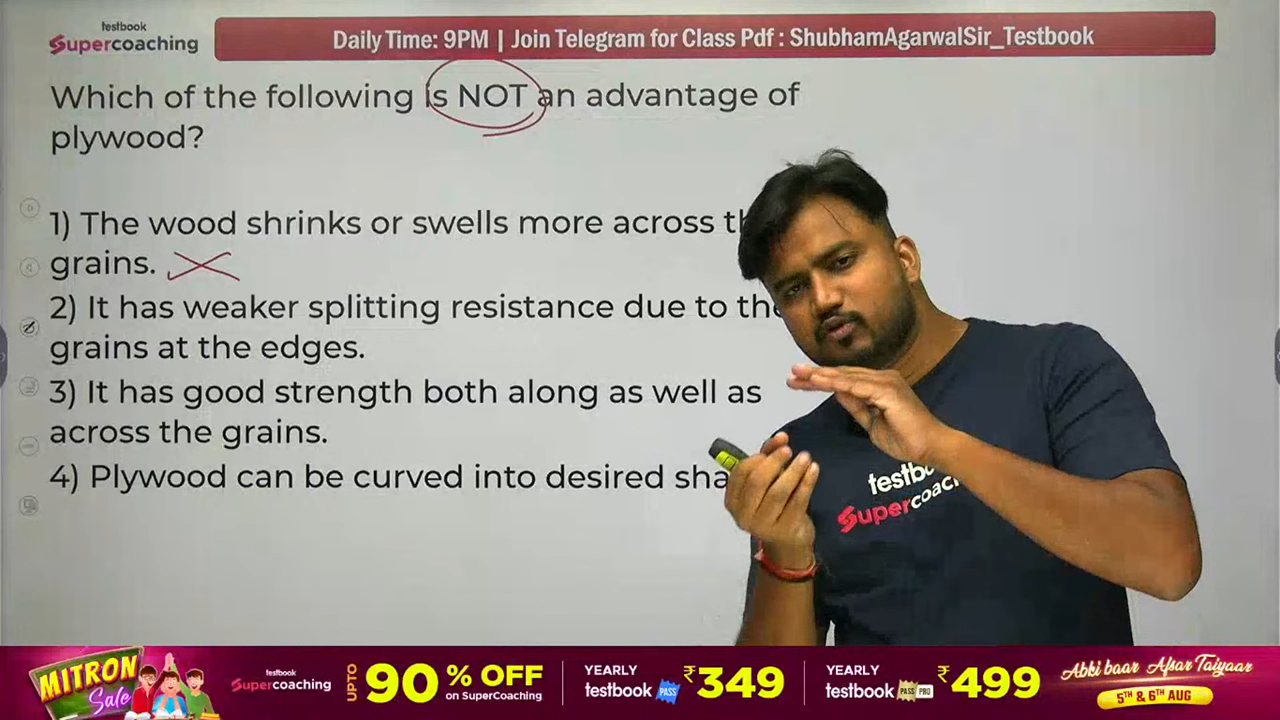 testbook
Supercoaching
Daily Time: 9PM | Join Telegram for Class Pdf : ShubhamAgarwalSir_Testbook
Which of the following is NOT an advantage of
plywood?
1) The wood shrinks or swells more across
grains.
2) It has weaker splitting resistance due to the
grains at the edges.
3) It has good strength both along as well as
across the grains.
4) Plywood can be curved into desired
testbo
Supercoac
MITRON
Sale
testbook
Supercoaching
UPTO
90 % OFF
on SuperCoaching
YEARLY
testbook PASS
₹349
YEARLY
testbook PASS PRO
₹499
Abki baar Afsar Taiyaar
5TH & 6TH AUG